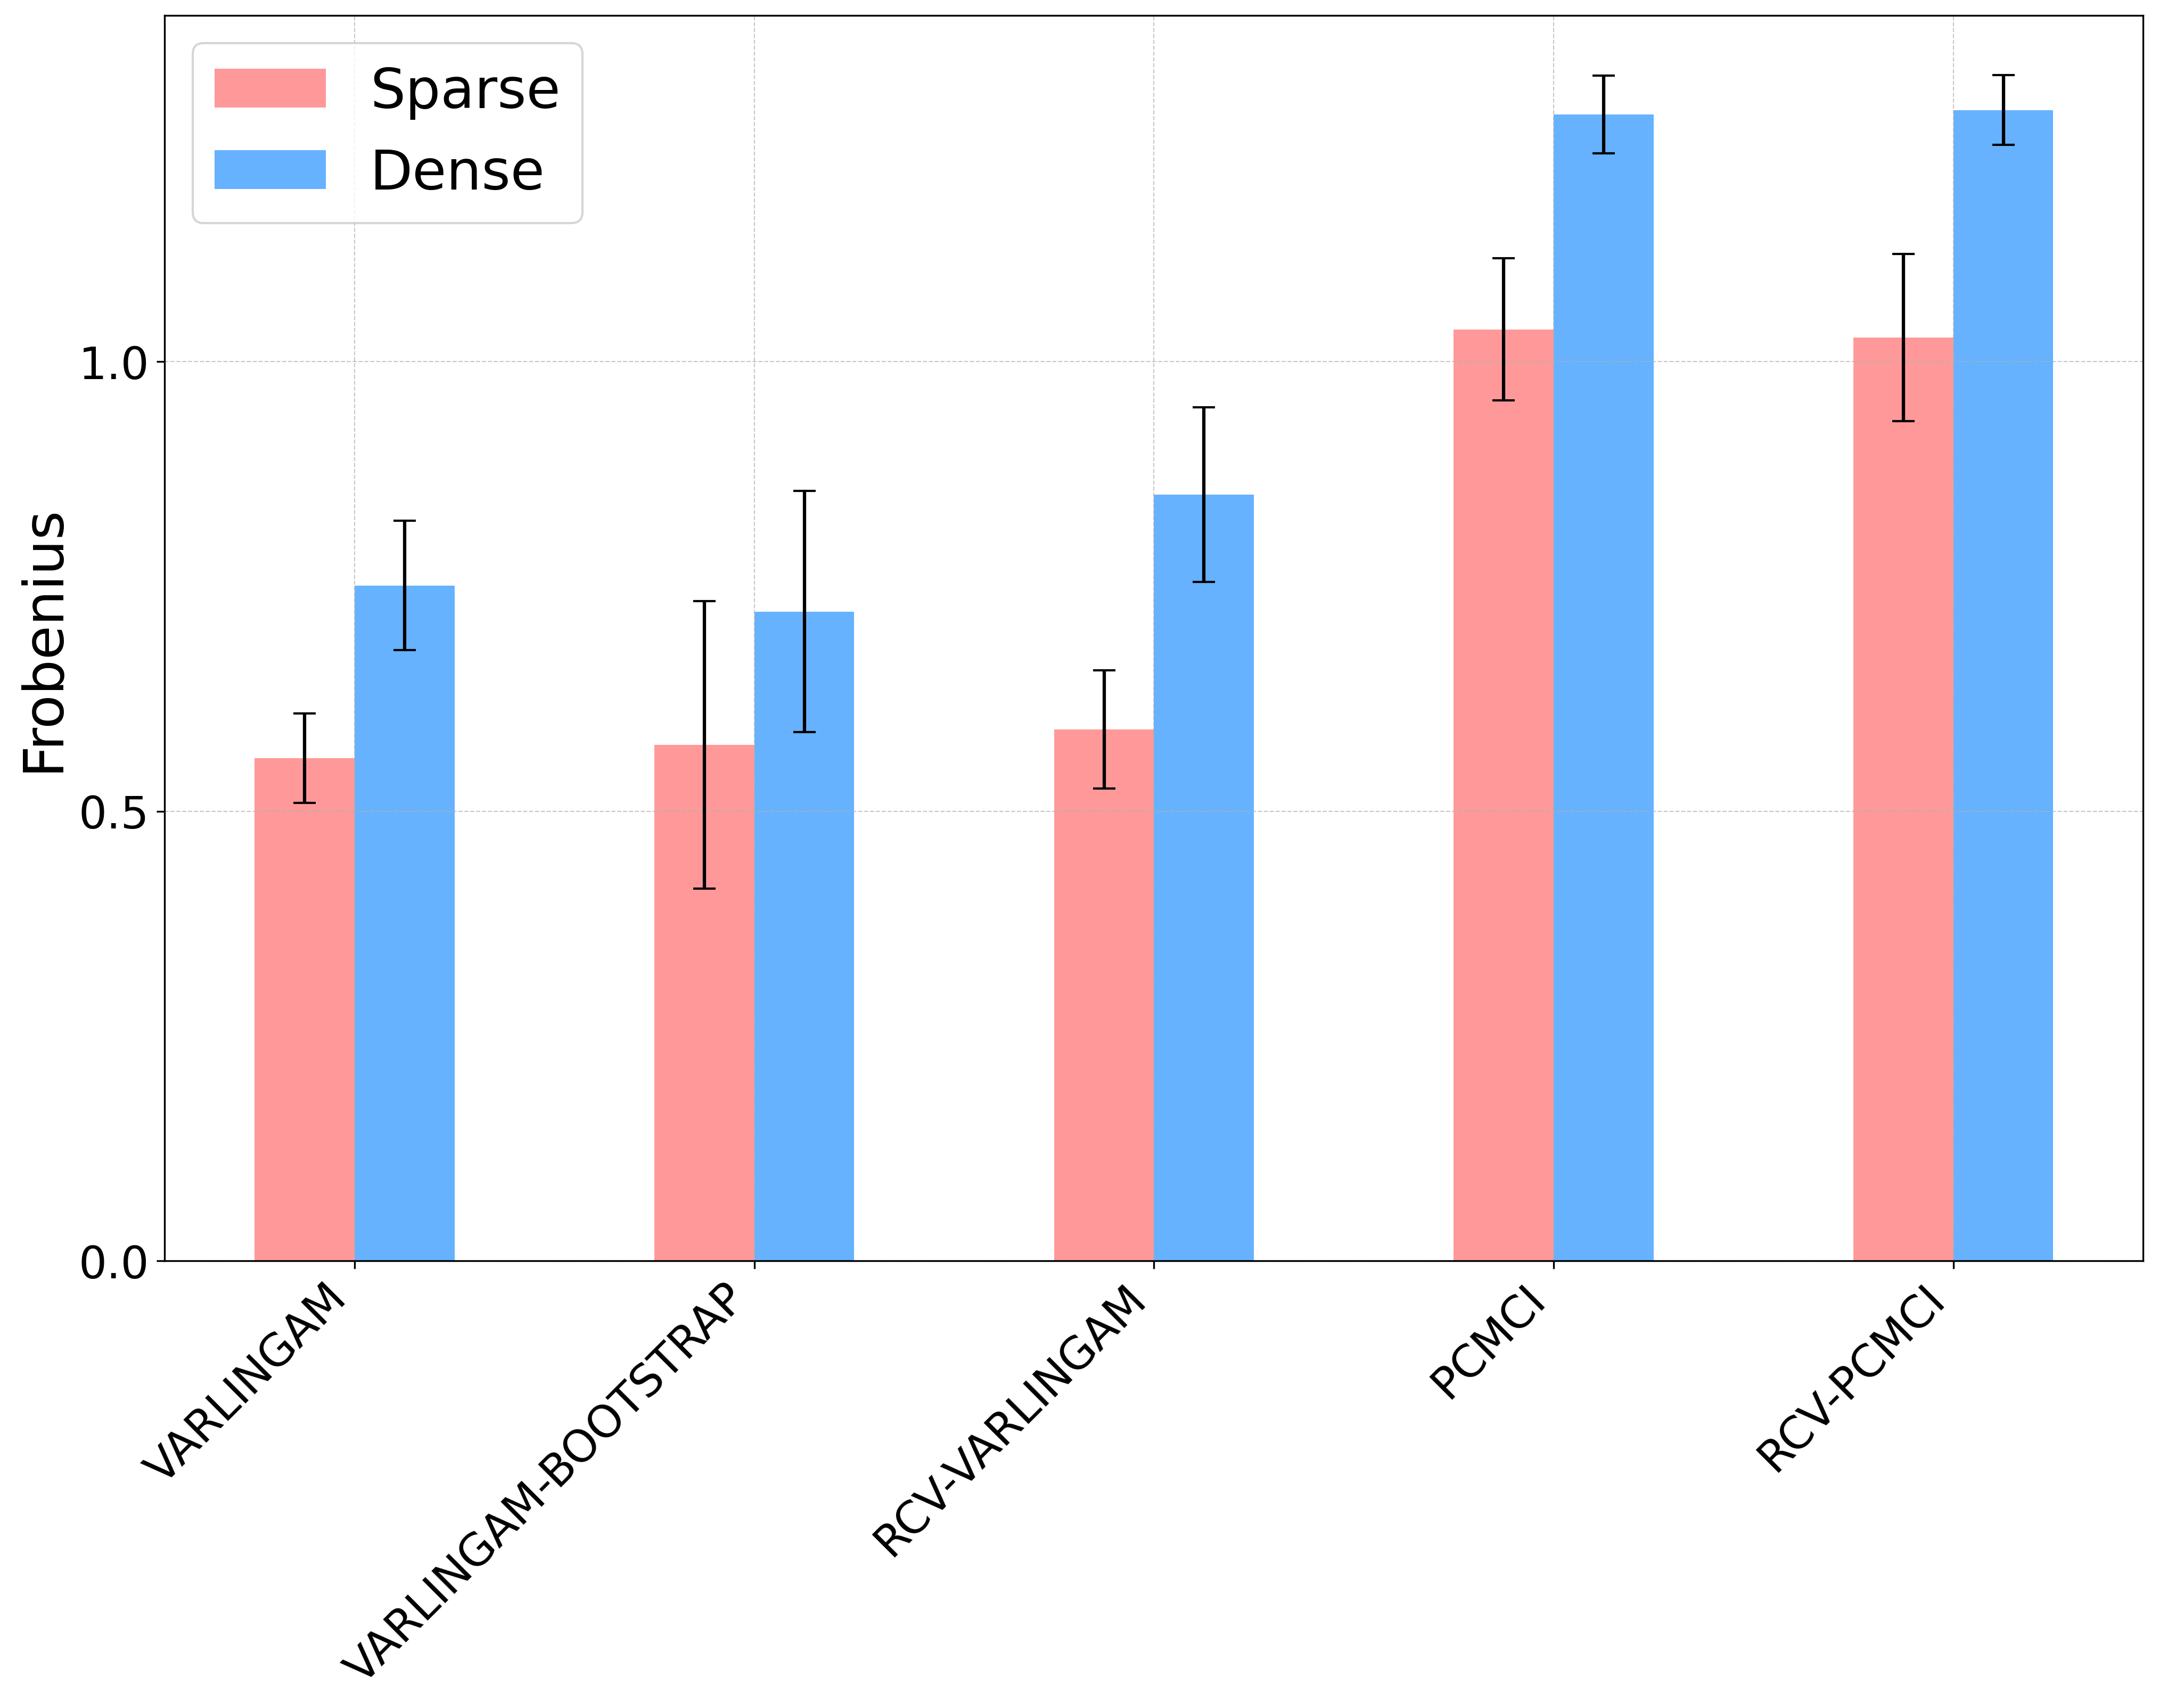 Sparse
Dense
Frobenius
1.0
0.5
0.0
VARLINGAM
VARLINGAM-BOOTSTRAP
RCV-VARLINGAM
PCMCI
RCV-PCMCI